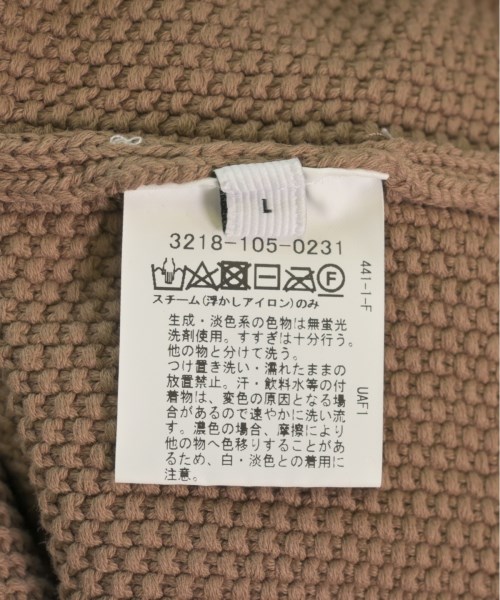 L
3218-105-0231
F
スチーム(浮かしアイロン)のみ
生成・淡色系の色物は無蛍光
洗剤使用。すすぎは十分行う。
他の物と分けて洗う。
つけ置き洗い・濡れたままの
放置禁止。汗・飲料水等の付
着物は、変色の原因となる場
合があるので速やかに洗い流
す。濃色の場合、摩擦により
他の物へ色移りすることがあ
るため、白・淡色との着用に
注意。
441-1-F
UAF1